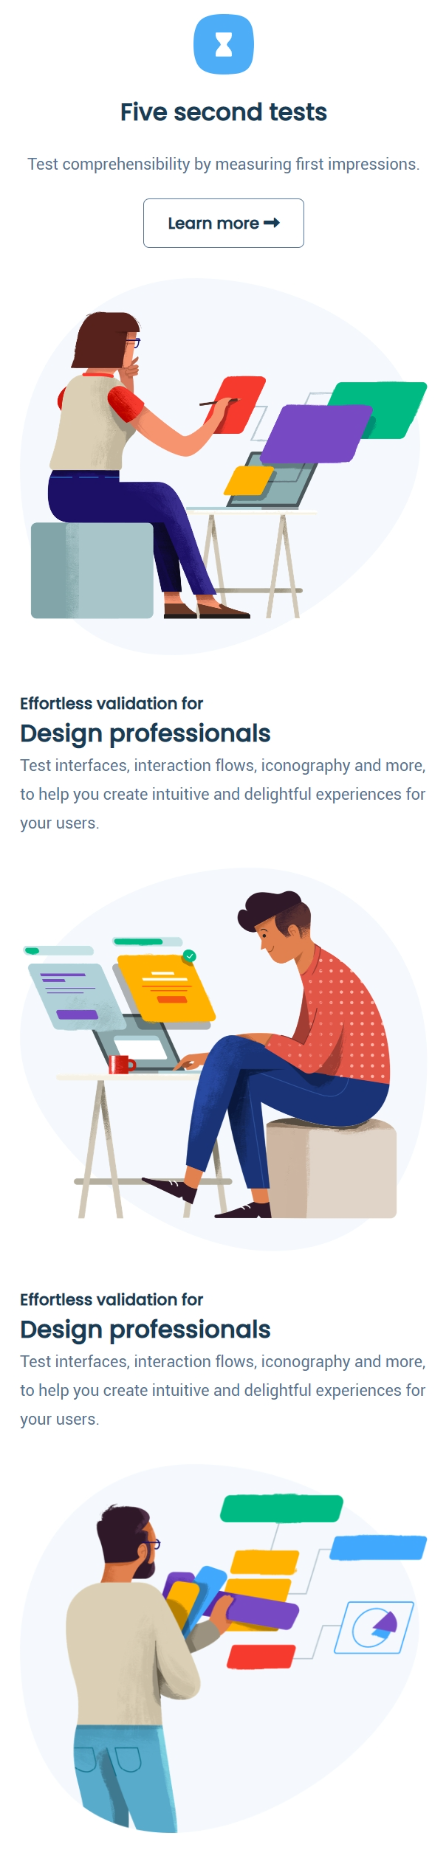 Five second tests
Test comprehensibility by measuring first impressions.
Learn more →
Effortless validation for
Design professionals
Test interfaces, interaction flows, iconography and more,
to help you create intuitive and delightful experiences for
your users.
Effortless validation for
Design professionals
Test interfaces, interaction flows, iconography and more,
to help you create intuitive and delightful experiences for
your users.